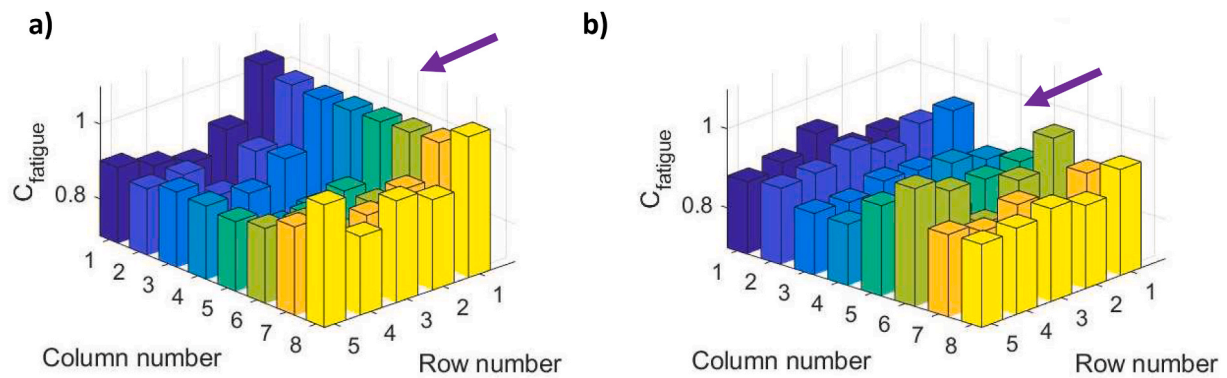 a)
1
0.8
C_fatigue
1 2 3 4 5 6 7 8
5 4 3 2 1
Column number
Row number
b)
1
0.8
C_fatigue
1 2 3 4 5 6 7 8
5 4 3 2 1
Column number
Row number